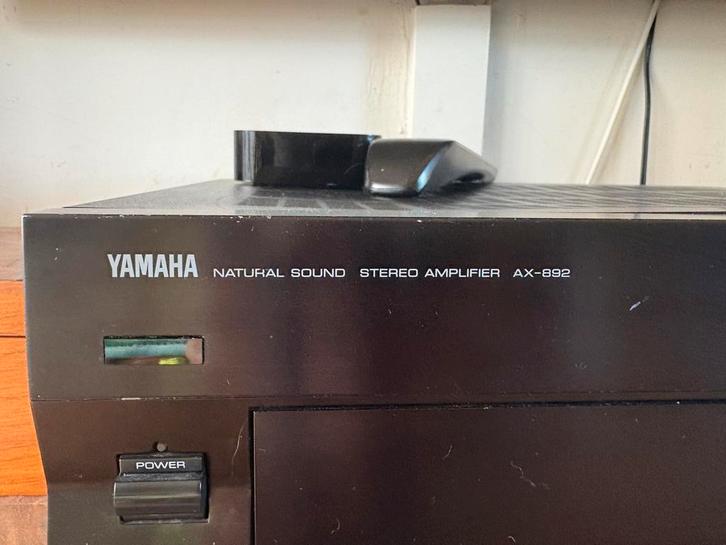 YAMAHA NATURAL SOUND STEREO AMPLIFIER AX-892
POWER